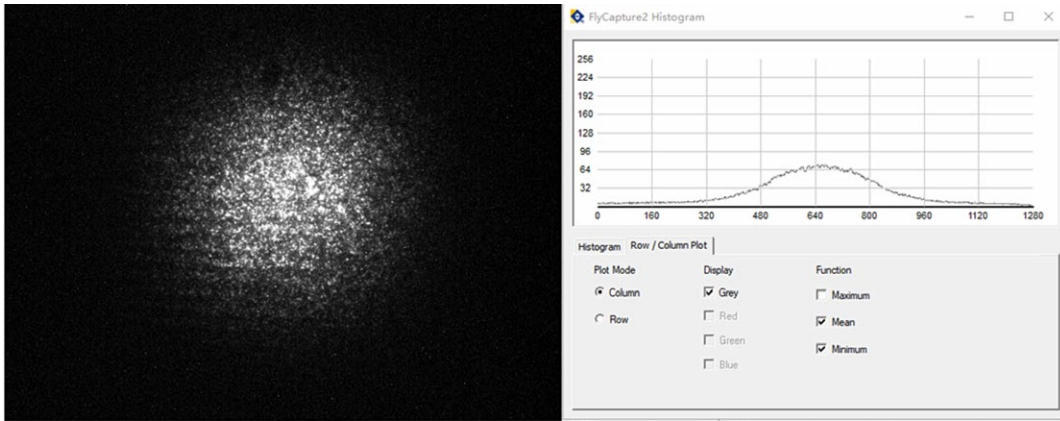 FlyCapture2 Histogram
256
224
192
160
128
96
64
32
0 160 320 480 640 800 960 1120 1280
Histogram Row / Column Plot
Plot Mode Display Function
Column Grey Maximum
Row Red Mean
Green Minimum
Blue